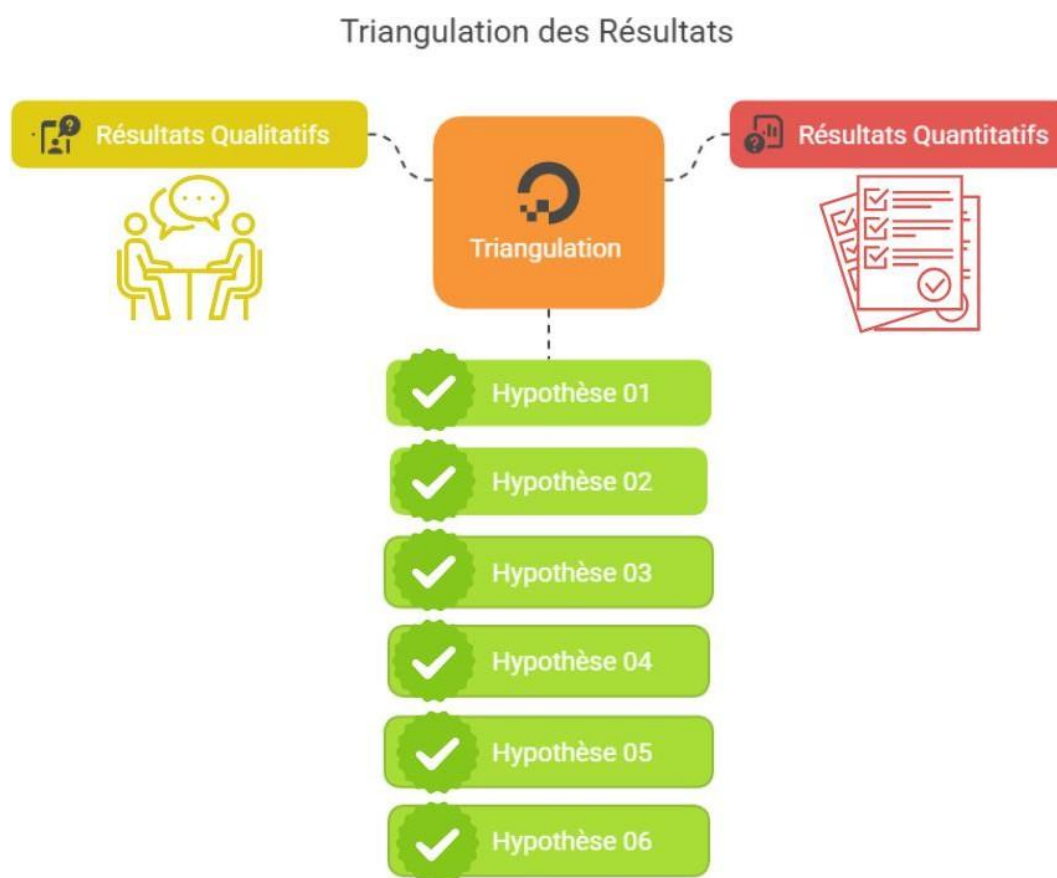 Triangulation des Résultats
Résultats Qualitatifs
Triangulation
Résultats Quantitatifs
Hypothèse 01
Hypothèse 02
Hypothèse 03
Hypothèse 04
Hypothèse 05
Hypothèse 06